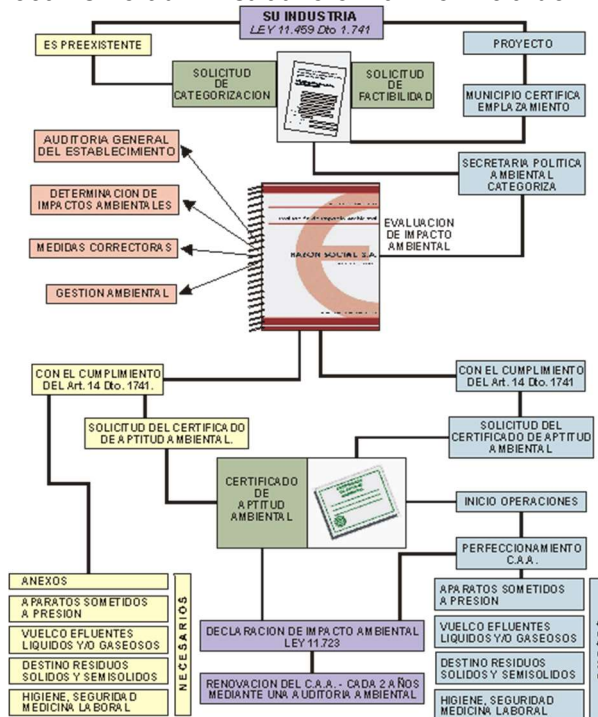 SU INDUSTRIA
LEY 11.459 Dto 1.741
ES PREEXISTENTE
PROYECTO
SOLICITUD
DE
CATEGORIZACION
SOLICITUD
DE
FACTIBILIDAD
MUNICIPIO CERTIFICA
EMPLAZAMIENTO
AUDITORIA GENERAL
DEL ESTABLECIMIENTO
SECRETARIA POLITICA
AMBIENTAL
CATEGORIZA
DETERMINACION DE
IMPACTOS AMBIENTALES
EVALUACION
DE IMPACTO
AMBIENTAL
RAZON SOCIAL S.A.
MEDIDAS CORRECTORAS
GESTION AMBIENTAL
CON EL CUMPLIMIENTO
DEL Art. 14 Dto. 1741.
CON EL CUMPLIMIENTO
DEL Art. 14 Dto. 1741
SOLICITUD DEL CERTIFICADO
DE APTITUD AMBIENTAL.
SOLICITUD DEL
CERTIFICADO DE APTITUD
AMBIENTAL
CERTIFICADO
DE
APTITUD
AMBIENTAL
INICIO OPERACIONES
PERFECCIONAMIENTO
C.A.A.
ANEXOS
APARATOS SOMETIDOS
A PRESION
VUELCO EFLUENTES
LIQUIDOS Y/O GASEOSOS
DESTINO RESIDUOS
SOLIDOS Y SEMISOLIDOS
HIGIENE, SEGURIDAD
MEDICINA LABORAL
NECESARIOS
DECLARACION DE IMPACTO AMBIENTAL
LEY 11.723
RENOVACION DEL C.A.A. - CADA 2 AÑOS
MEDIANTE UNA AUDITORIA AMBIENTAL
APARATOS SOMETIDOS
A PRESION
VUELCO EFLUENTES
LIQUIDOS Y/O GASEOSOS
DESTINO RESIDUOS
SOLIDOS Y SEMISOLIDOS
HIGIENE, SEGURIDAD
MEDICINA LABORAL